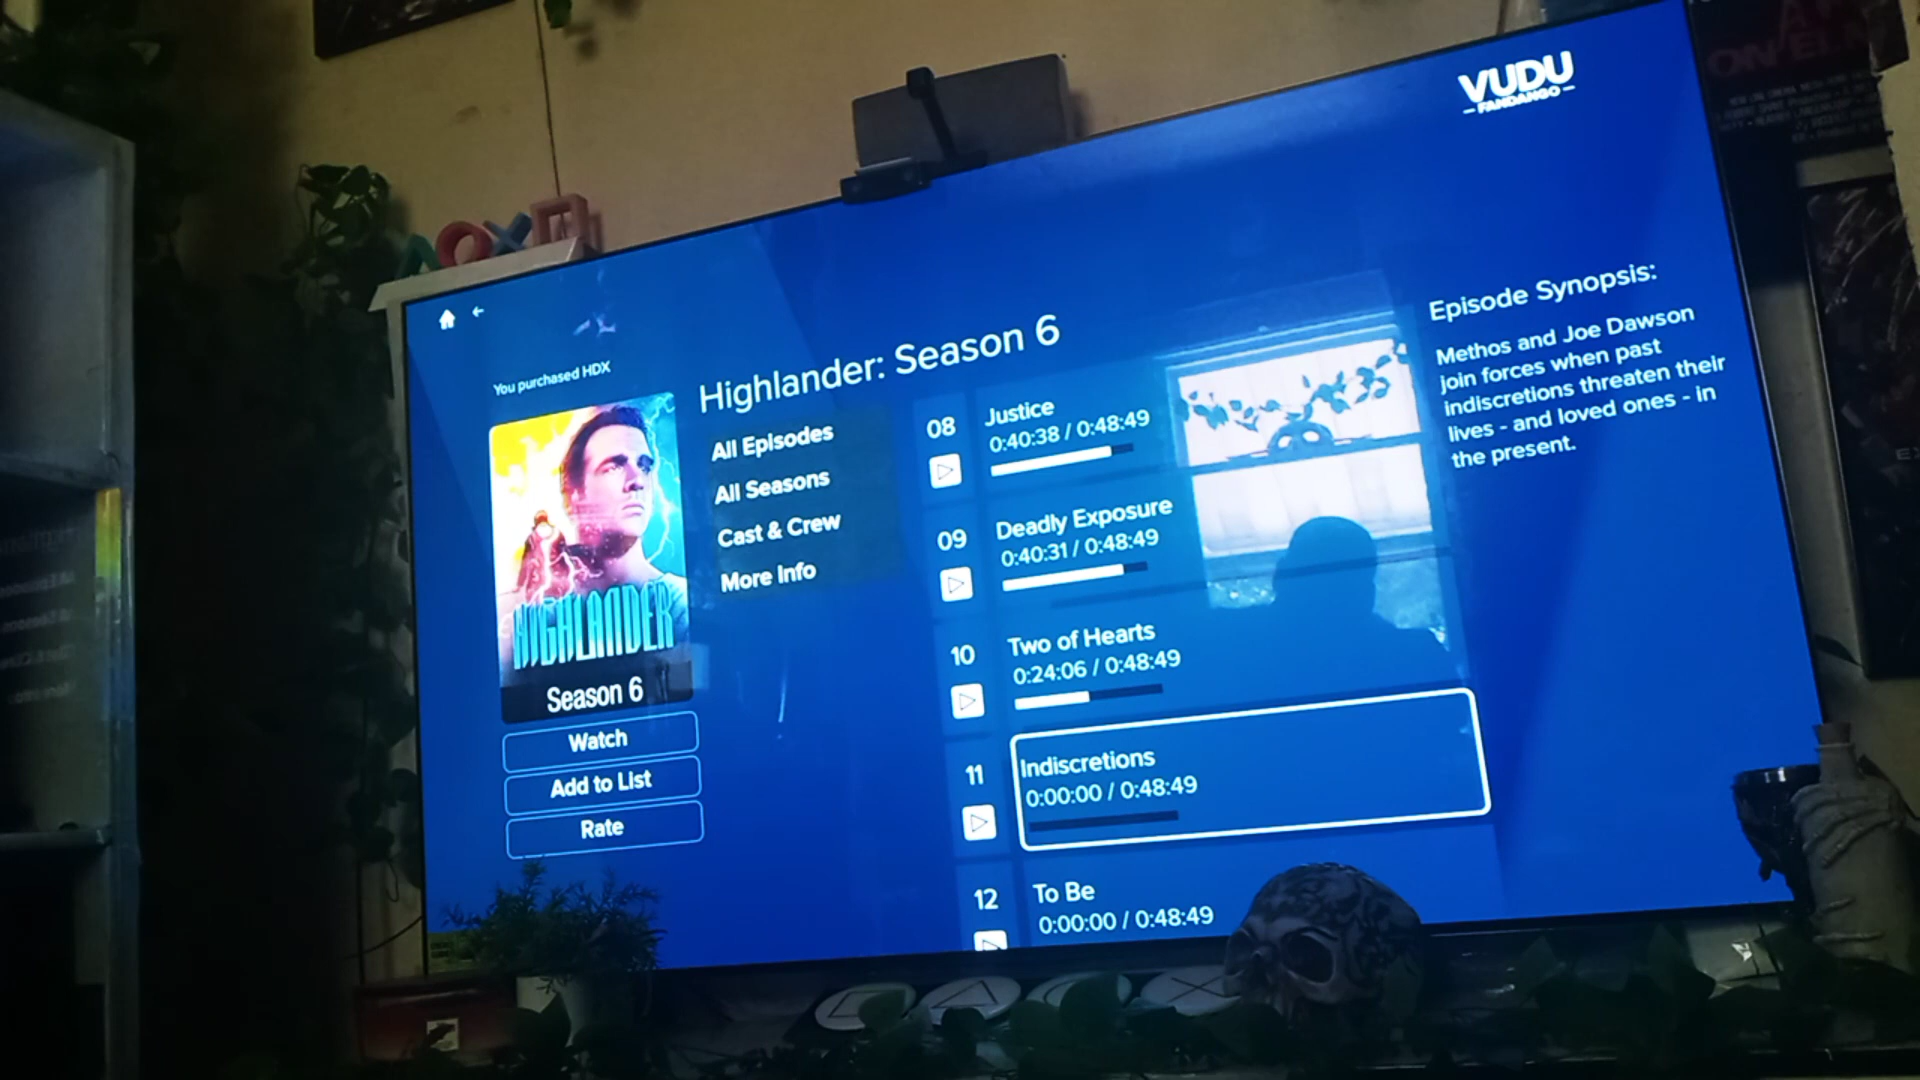 VUDU
FANDANGO
You purchased HDX
HIGHLANDER
Season 6
Watch
Add to List
Rate
Highlander: Season 6
All Episodes
All Seasons
Cast & Crew
More Info
08
Justice
0:40:38 / 0:48:49
09
Deadly Exposure
0:40:31 / 0:48:49
10
Two of Hearts
0:24:06 / 0:48:49
11
Indiscretions
0:00:00 / 0:48:49
12
To Be
0:00:00 / 0:48:49
Episode Synopsis:
Methos and Joe Dawson
join forces when past
indiscretions threaten their
lives - and loved ones - in
the present.